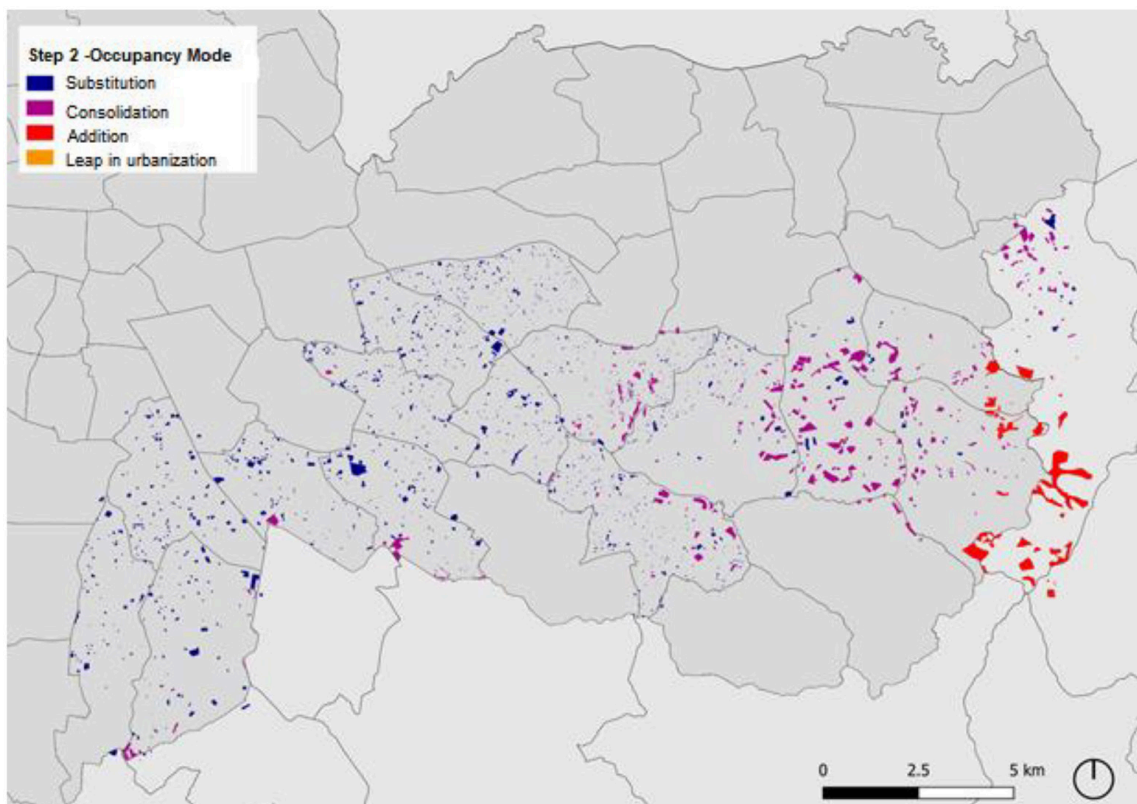 Step 2 -Occupancy Mode
Substitution
Consolidation
Addition
Leap in urbanization
0 2.5 5 km